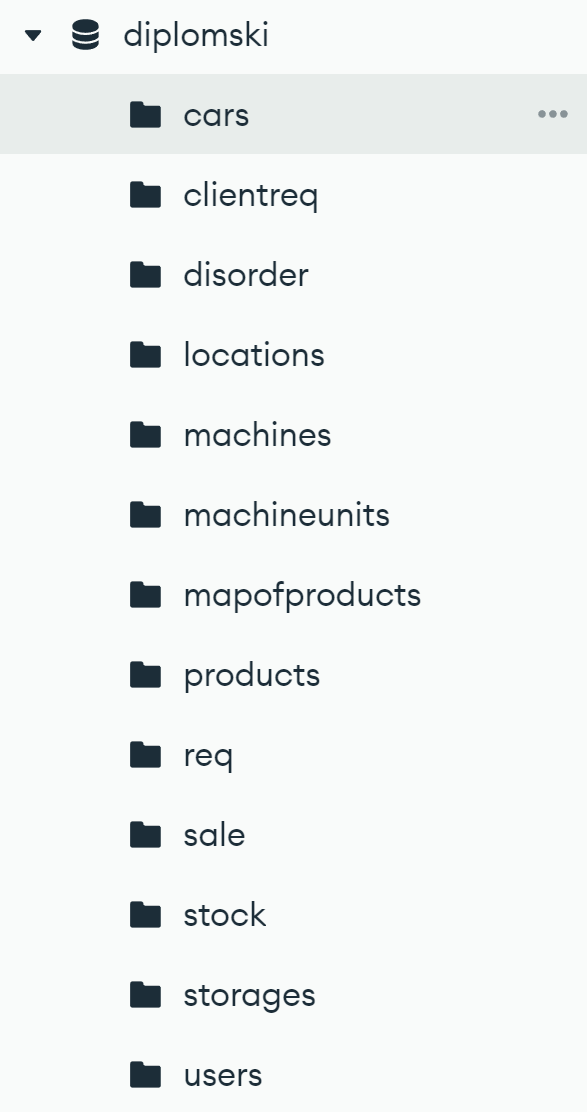 diplomski
cars
clientreq
disorder
locations
machines
machineunits
mapofproducts
products
req
sale
stock
storages
users